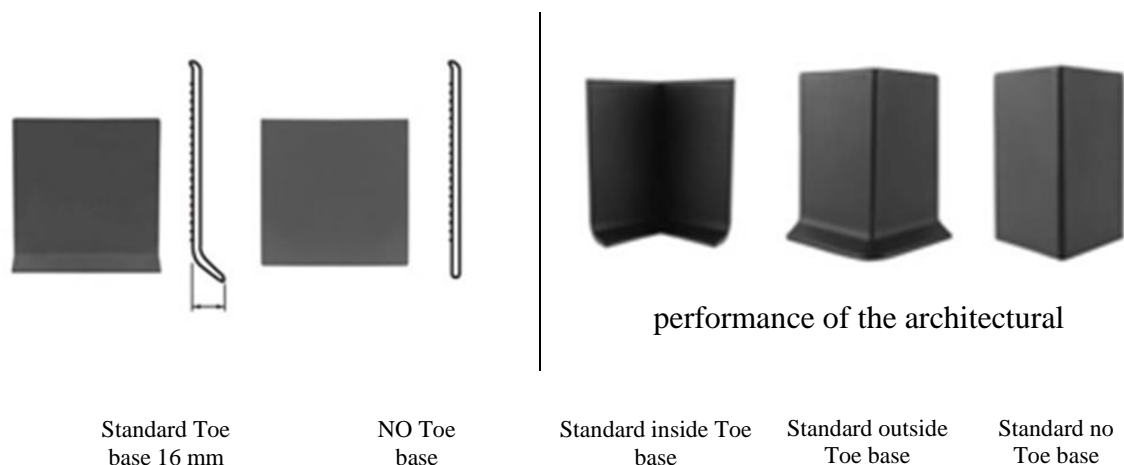 performance of the architectural
Standard Toe
base 16 mm
NO Toe
base
Standard inside Toe
base
Standard outside
Toe base
Standard no
Toe base